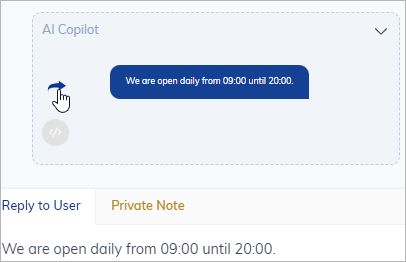 AI Copilot
We are open daily from 09:00 until 20:00.
</>
Reply to User
Private Note
We are open daily from 09:00 until 20:00.